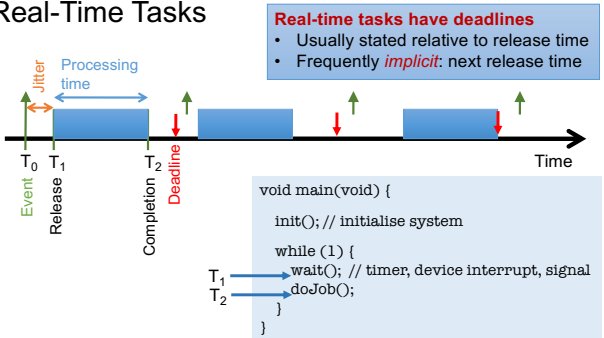 Real-Time Tasks
Real-time tasks have deadlines
• Usually stated relative to release time
• Frequently implicit: next release time
Jitter
Processing
time
T0 T1 T2
Time
Event
Release
Completion
Deadline
void main(void) {
init(); // initialise system
while (1) {
T1 wait(); // timer, device interrupt, signal
T2 doJob();
}
}